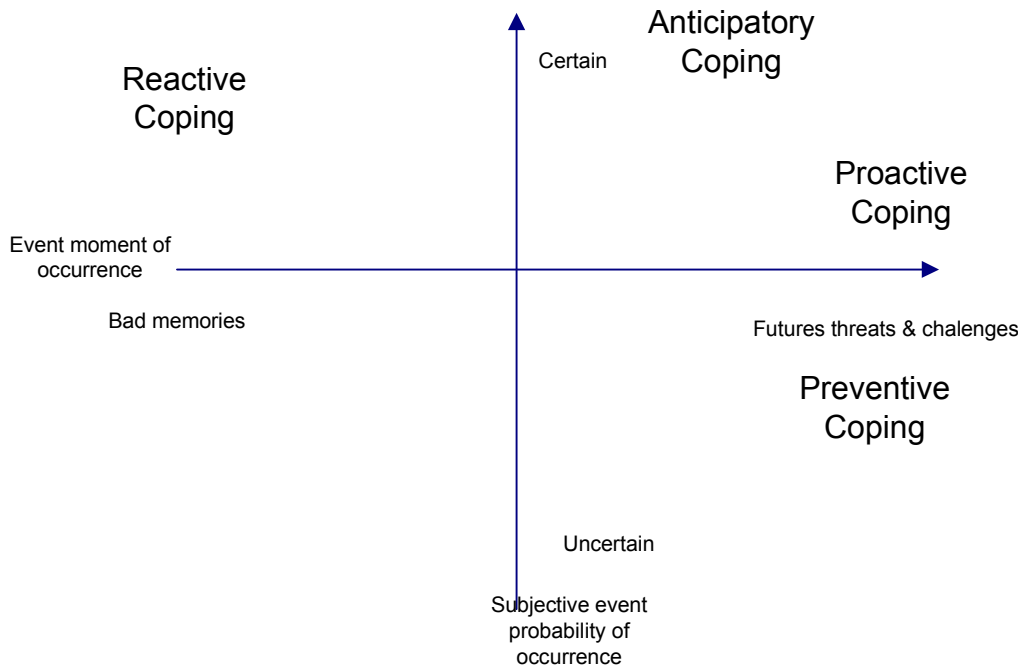 Anticipatory
Coping
Certain
Reactive
Coping
Proactive
Coping
Event moment of
occurrence
Bad memories
Futures threats & chalenges
Preventive
Coping
Uncertain
Subjective event
probability of
occurrence